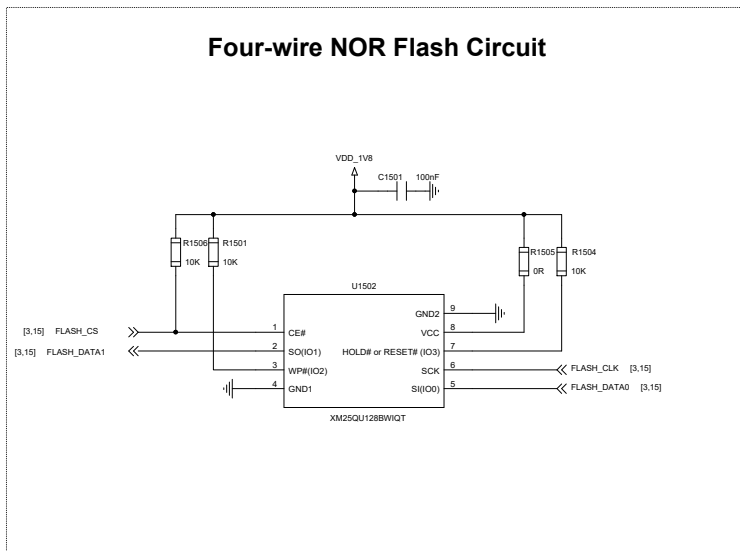 Four-wire NOR Flash Circuit
VDD_1V8
C1501 100nF
R1506 R1501
10K 10K
R1505 R1504
0R 10K
U1502
GND2 9
[3,15] FLASH_CS 1 CE# VCC 8
[3,15] FLASH_DATA1 2 SO(IO1) HOLD# or RESET# (IO3) 7
3 WP#(IO2) SCK 6 FLASH_CLK [3,15]
4 GND1 SI(IO0) 5 FLASH_DATA0 [3,15]
XM25QU128BWIQT